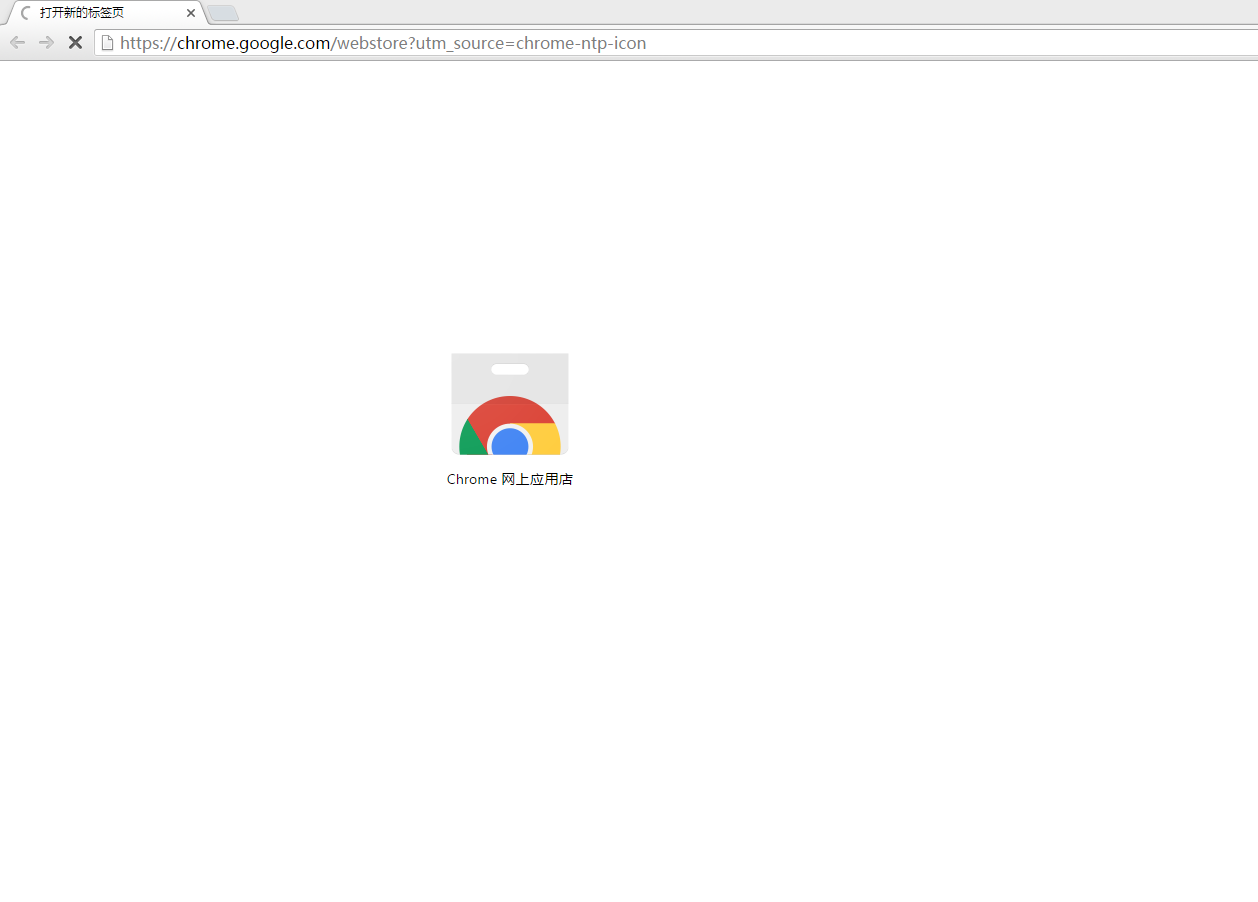 打开新的标签页
https://chrome.google.com/webstore?utm_source=chrome-ntp-icon
Chrome 网上应用店